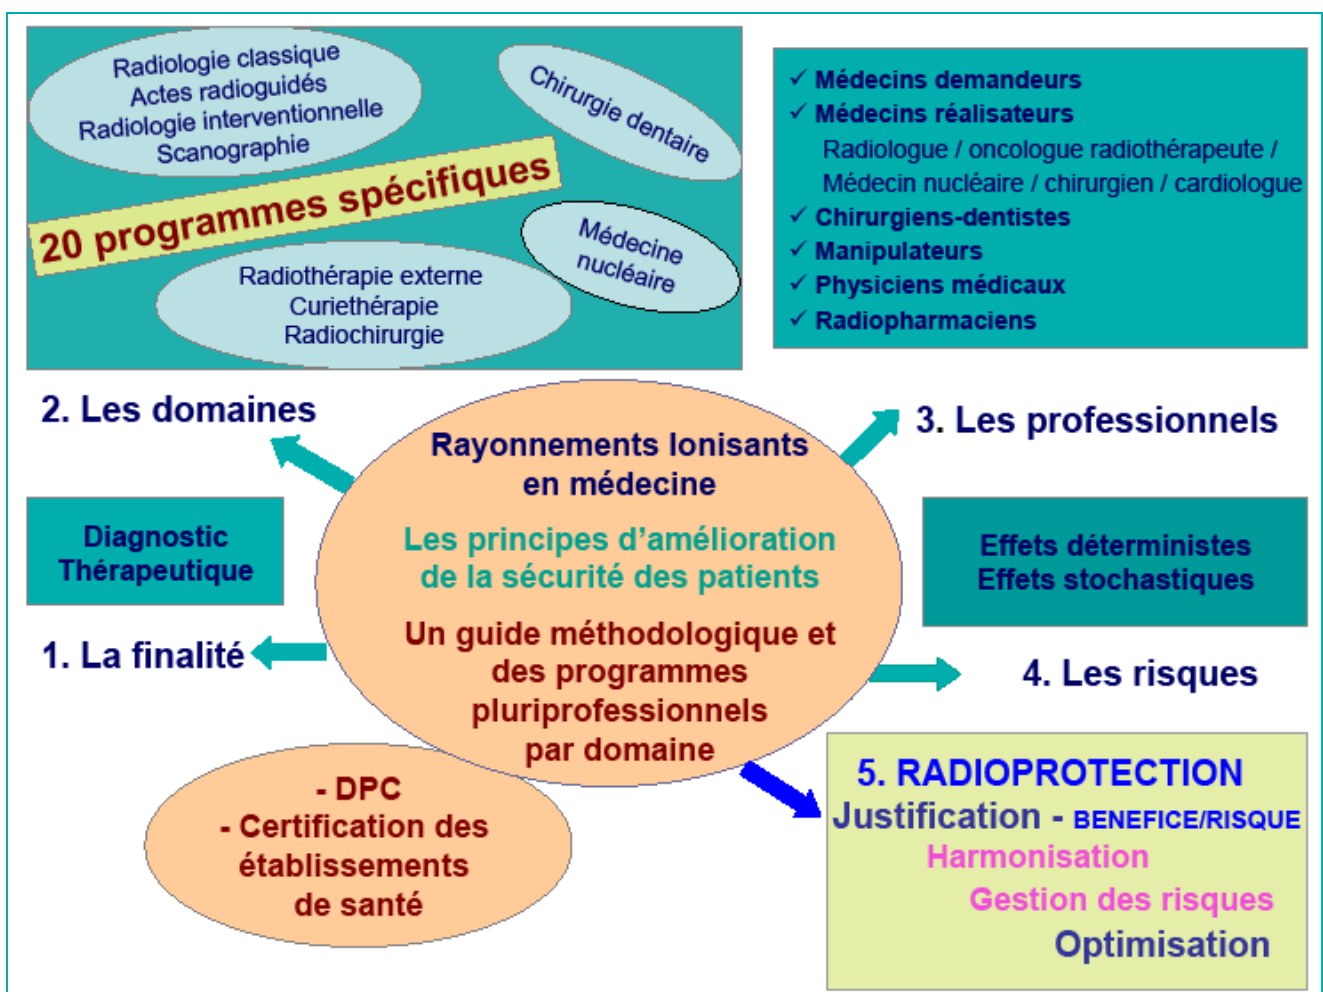 Radiologie classique
Actes radioguidés
Radiologie interventionnelle
Scanographie
Chirurgie dentaire
20 programmes spécifiques
Médecine
nucléaire
Radiothérapie externe
Curiethérapie
Radiochirurgie
✓ Médecins demandeurs
✓ Médecins réalisateurs
Radiologue / oncologue radiothérapeute /
Médecin nucléaire / chirurgien / cardiologue
✓ Chirurgiens-dentistes
✓ Manipulateurs
✓ Physiciens médicaux
✓ Radiopharmaciens
2. Les domaines
3. Les professionnels
Rayonnements Ionisants
en médecine
Les principes d'amélioration
de la sécurité des patients
Un guide méthodologique et
des programmes
pluriprofessionnels
par domaine
Diagnostic
Thérapeutique
1. La finalité
Effets déterministes
Effets stochastiques
4. Les risques
- DPC
- Certification des
établissements
de santé
5. RADIOPROTECTION
Justification - BENEFICE/RISQUE
Harmonisation
Gestion des risques
Optimisation